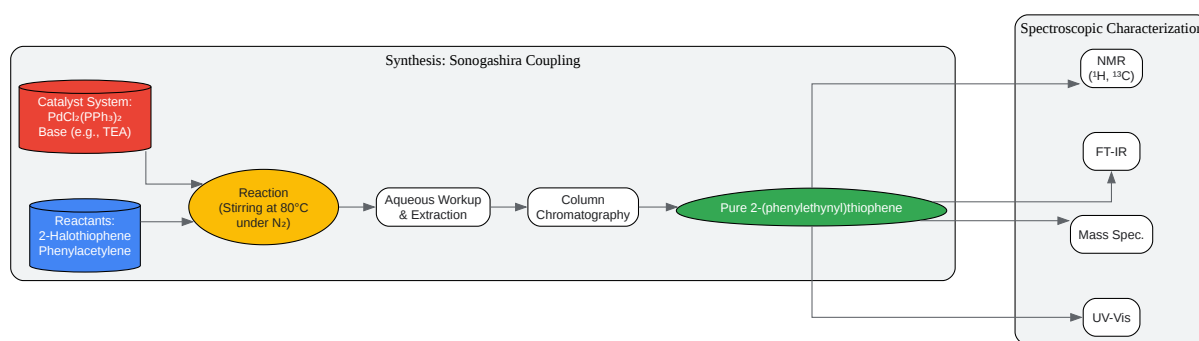 Synthesis: Sonogashira Coupling
Catalyst System:
PdCl₂(PPh₃)₂
Base (e.g., TEA)
Reactants:
2-Halothiophene
Phenylacetylene
Reaction
(Stirring at 80°C
under N₂)
Aqueous Workup
& Extraction
Column
Chromatography
Pure 2-(phenylethynyl)thiophene
Spectroscopic Characterization
NMR
(¹H, ¹³C)
FT-IR
Mass Spec.
UV-Vis